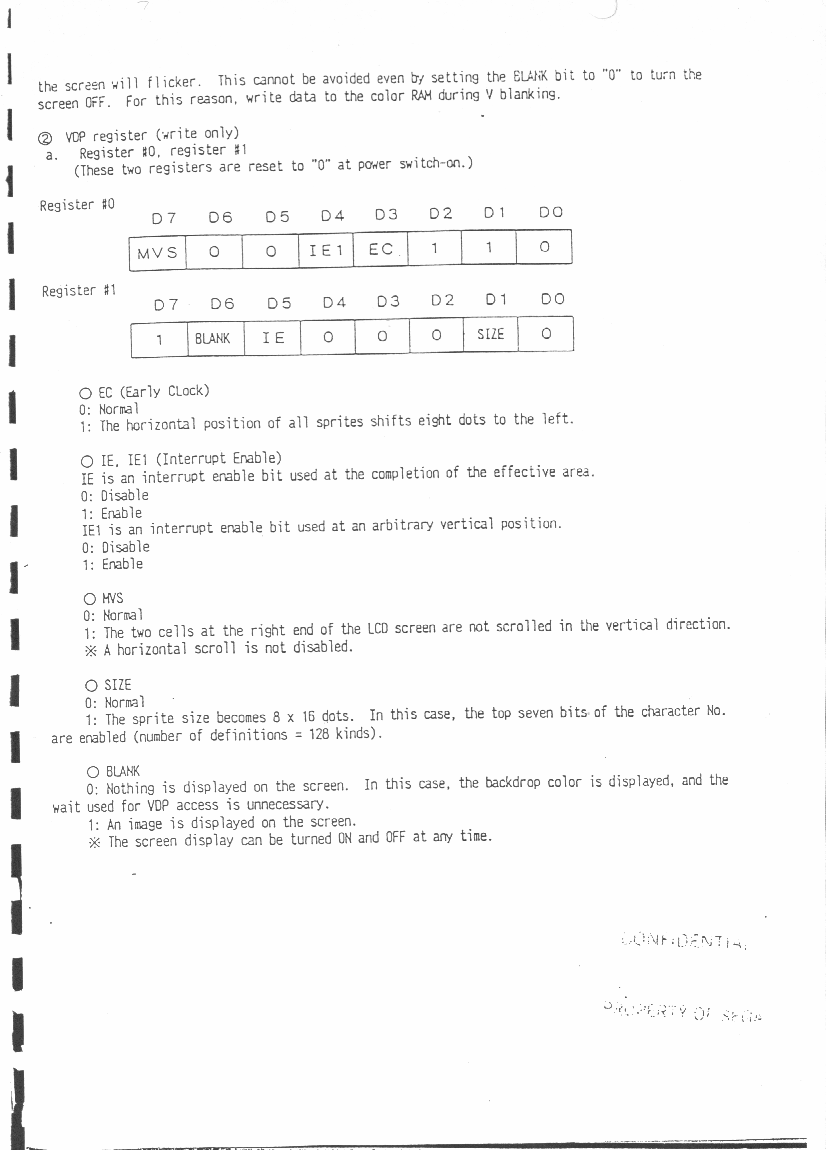 the screen will flicker. This cannot be avoided even by setting the BLANK bit to "0" to turn the
screen OFF. For this reason, write data to the color RAM during V blanking.
② VDP register (write only)
a. Register #0, register #1
(These two registers are reset to "0" at power switch-on.)
Register #0
D7 D6 D5 D4 D3 D2 D1 D0
MVS 0 0 IE1 EC 1 1 0
Register #1
D7 D6 D5 D4 D3 D2 D1 D0
1 BLANK IE 0 0 0 SIZE 0
○ EC (Early CLock)
0: Normal
1: The horizontal position of all sprites shifts eight dots to the left.
○ IE, IE1 (Interrupt Enable)
IE is an interrupt enable bit used at the completion of the effective area.
0: Disable
1: Enable
IE1 is an interrupt enable bit used at an arbitrary vertical position.
0: Disable
1: Enable
○ MVS
0: Normal
1: The two cells at the right end of the LCD screen are not scrolled in the vertical direction.
※ A horizontal scroll is not disabled.
○ SIZE
0: Normal
1: The sprite size becomes 8 x 16 dots. In this case, the top seven bits of the character No.
are enabled (number of definitions = 128 kinds).
○ BLANK
0: Nothing is displayed on the screen. In this case, the backdrop color is displayed, and the
wait used for VDP access is unnecessary.
1: An image is displayed on the screen.
※ The screen display can be turned ON and OFF at any time.
CONFIDENTIAL
PROPERTY OF SEGA